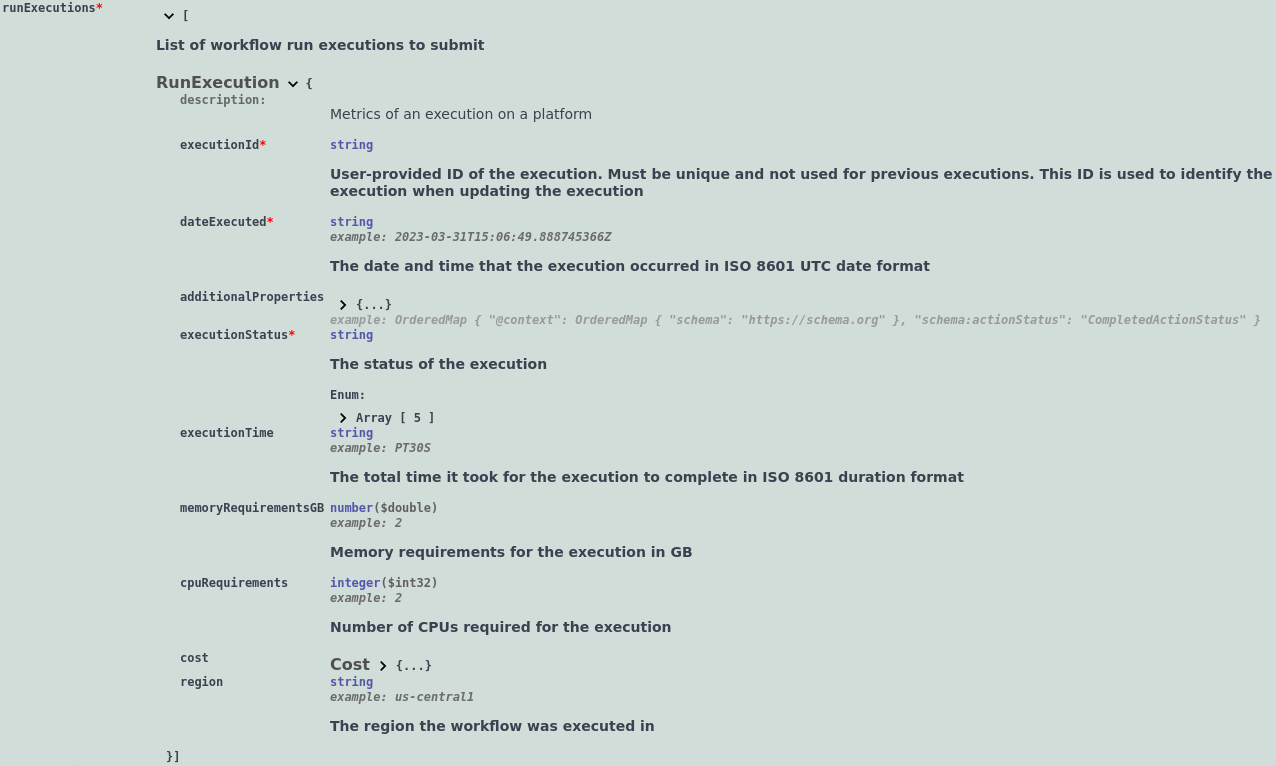 runExecutions*
[
List of workflow run executions to submit
RunExecution {
description:
Metrics of an execution on a platform
executionId*
string
User-provided ID of the execution. Must be unique and not used for previous executions. This ID is used to identify the
execution when updating the execution
dateExecuted*
string
example: 2023-03-31T15:06:49.888745366Z
The date and time that the execution occurred in ISO 8601 UTC date format
additionalProperties
{...}
example: OrderedMap { "@context": OrderedMap { "schema": "https://schema.org" }, "schema:actionStatus": "CompletedActionStatus" }
executionStatus*
string
The status of the execution
Enum:
Array [ 5 ]
executionTime
string
example: PT30S
The total time it took for the execution to complete in ISO 8601 duration format
memoryRequirementsGB
number($double)
example: 2
Memory requirements for the execution in GB
cpuRequirements
integer($int32)
example: 2
Number of CPUs required for the execution
cost
Cost {...}
region
string
example: us-central1
The region the workflow was executed in
}]